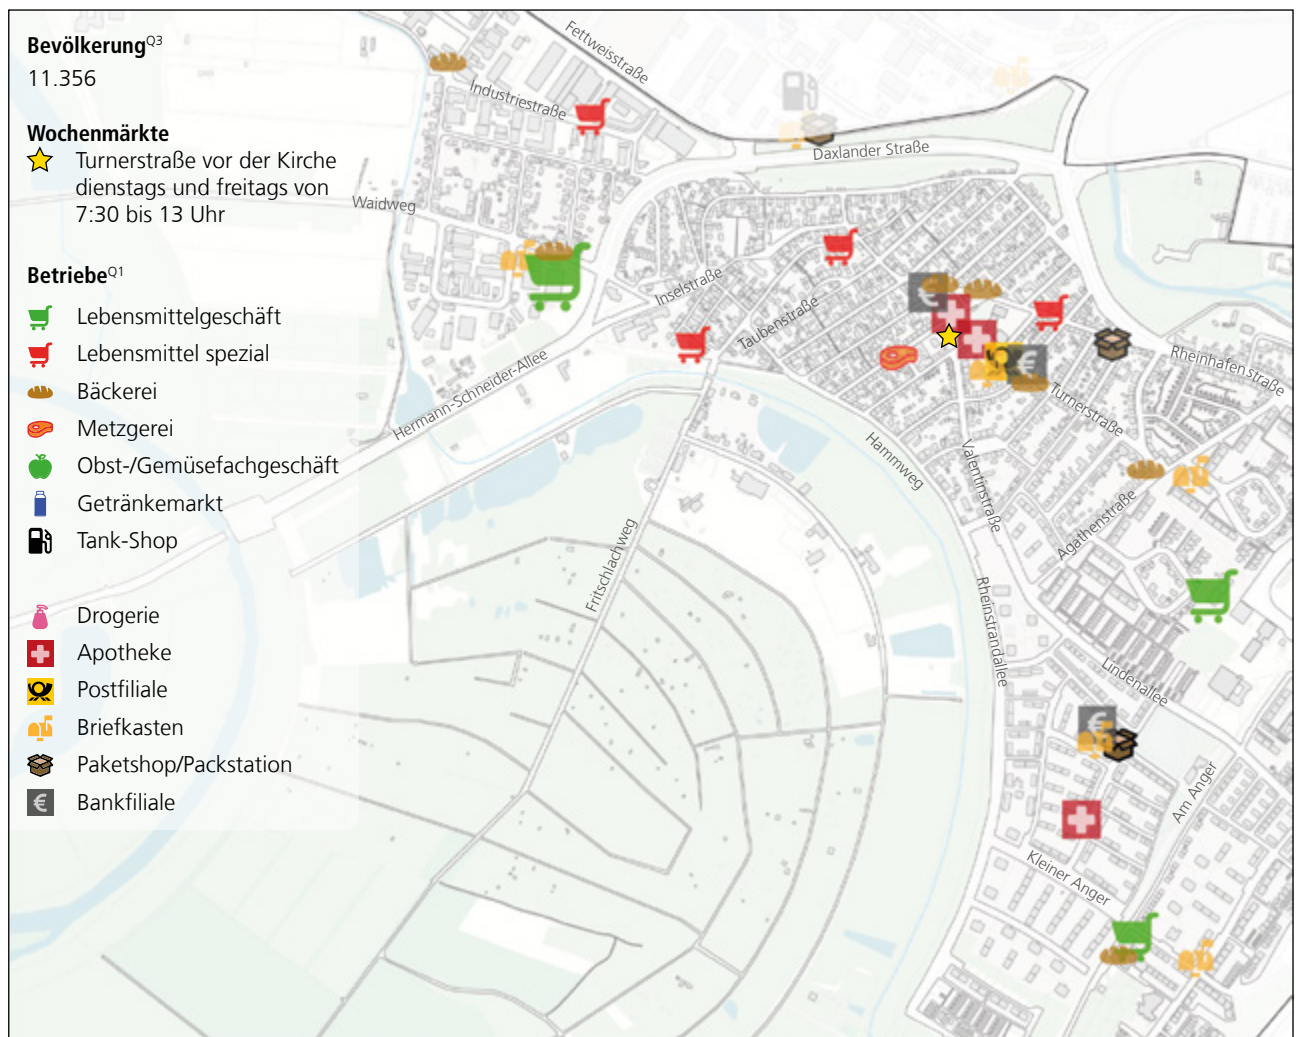 Bevölkerung Q3
11.356
Wochenmärkte
Turnerstraße vor der Kirche
dienstags und freitags von
7:30 bis 13 Uhr
Betriebe Q1
Lebensmittelgeschäft
Lebensmittel spezial
Bäckerei
Metzgerei
Obst-/Gemüsefachgeschäft
Getränkemarkt
Tank-Shop
Drogerie
Apotheke
Postfiliale
Briefkasten
Paketshop/Packstation
€ Bankfiliale
Fettweisstraße
Industriestraße
Daxlander Straße
Waidweg
Inselstraße
Taubenstraße
€
€
Rheinhafenstraße
Hermann-Schneider-Allee
Turnerstraße
Hammweg
Valentinstraße
Agathenstraße
Fritschlachweg
Rheinstrandallee
Lindenallee
€
Am Anger
Kleiner Anger